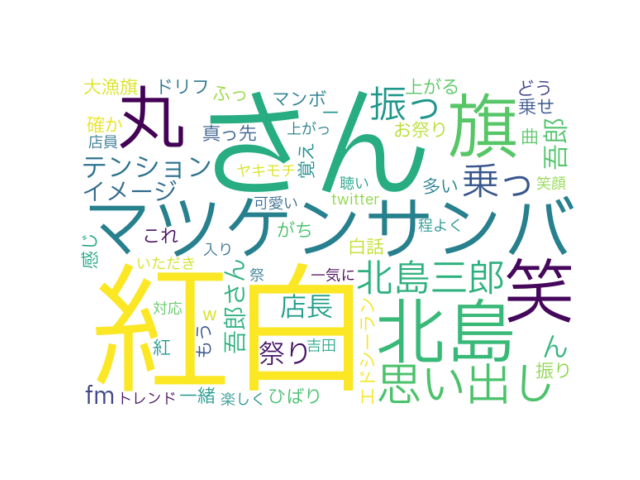 大漁旗
ドリフ
ふっ
マンボ
ー
上がる
どう
乗せ
丸
さん
振っ
旗
確か
店員
真っ先
上がっ
お祭り
曲
吾郎
テンション
イメージ
ヤキモチ
覚え
聴い
多い
乗っ
笑顔
可愛い
twitter
程よく
マツケンサンバ
感じ
これ
入り
がち
白話
いただき
祭
一気に
北島三郎
笑
紅白
対応
w
もう
吾郎さん
店長
エドシーラン
北島
紅
祭り
吉田
ん
振り
思い出し
fm
トレンド
一緒
楽しく
ひばり